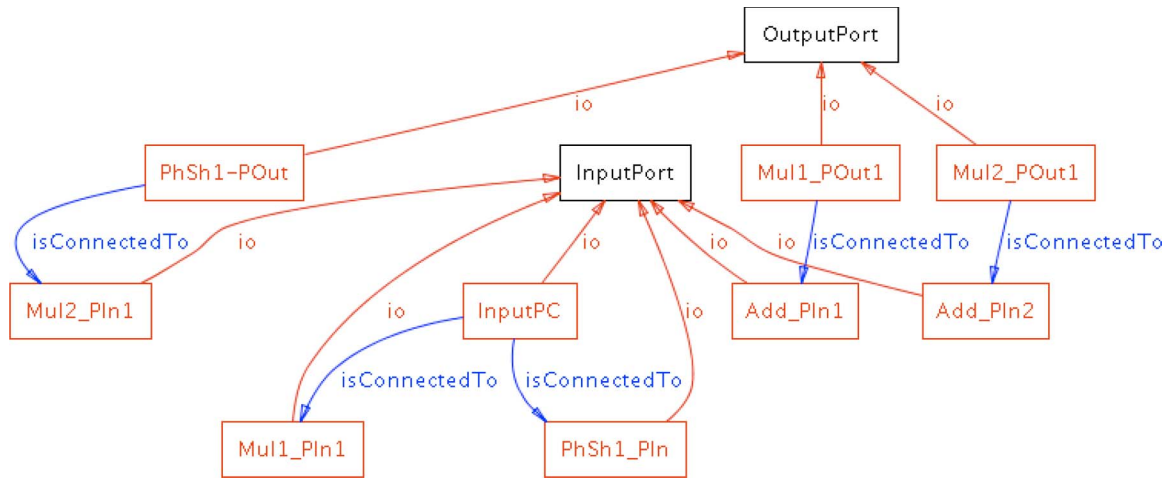 OutputPort
io
io
io
PhSh1-POut
InputPort
Mul1_POut1
Mul2_POut1
isConnectedTo
io
io
io
io
isConnectedTo
isConnectedTo
Mul2_PIn1
InputPC
Add_PIn1
Add_PIn2
io
io
isConnectedTo
isConnectedTo
Mul1_PIn1
PhSh1_PIn